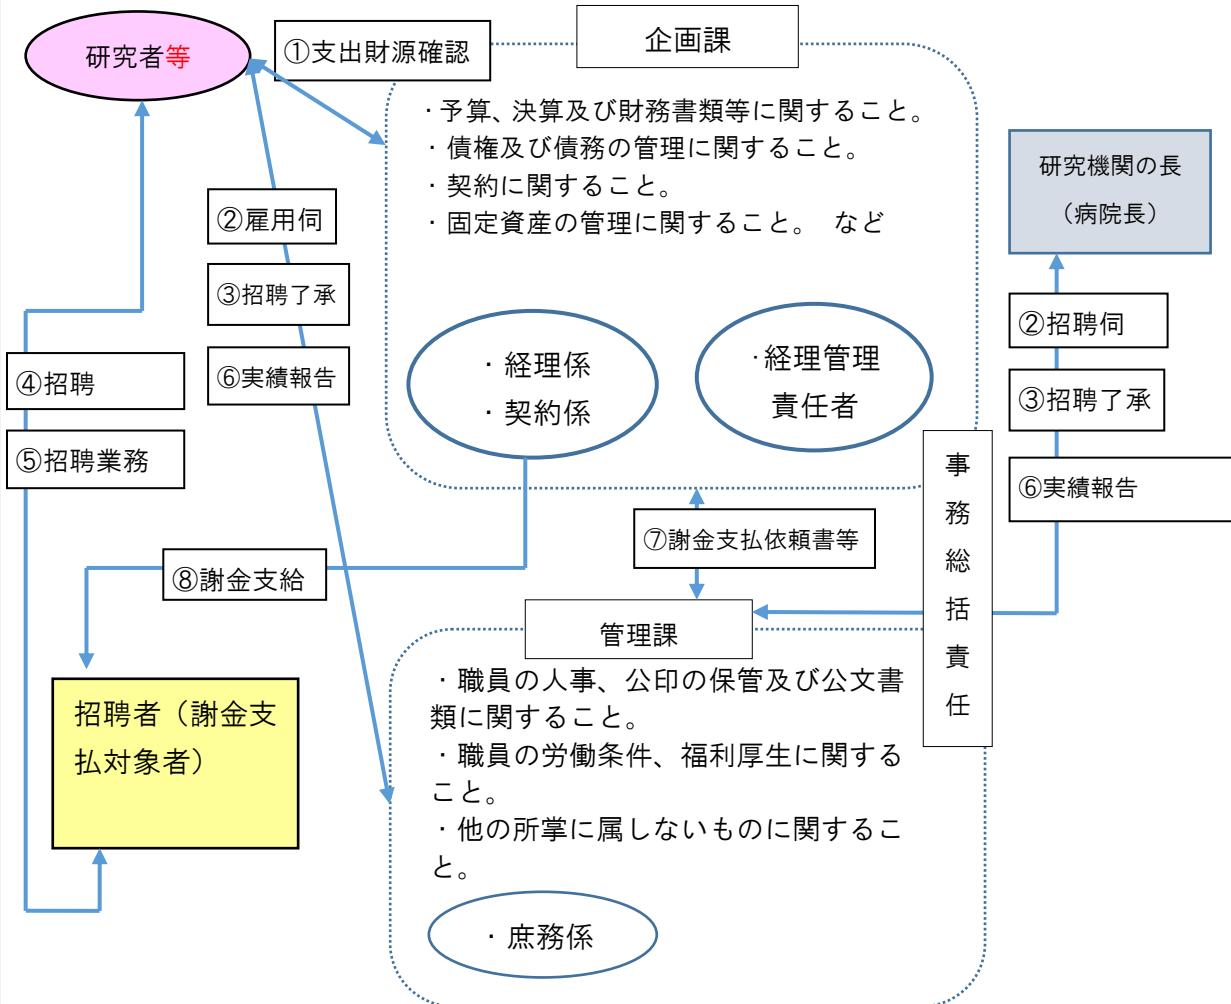 研究者等
①支出財源確認
企画課
・予算、決算及び財務書類等に関すること。
・債権及び債務の管理に関すること。
・契約に関すること。
・固定資産の管理に関すること。 など
研究機関の長
（病院長）
②雇用伺
③招聘了承
⑥実績報告
②招聘伺
③招聘了承
⑥実績報告
④招聘
⑤招聘業務
・経理係
・契約係
・経理管理
責任者
事務総括責任
⑦謝金支払依頼書等
⑧謝金支給
管理課
・職員の人事、公印の保管及び公文書
類に関すること。
・職員の労働条件、福利厚生に関する
こと。
・他の所掌に属しないものに関するこ
と。
・庶務係
招聘者（謝金支
払対象者）